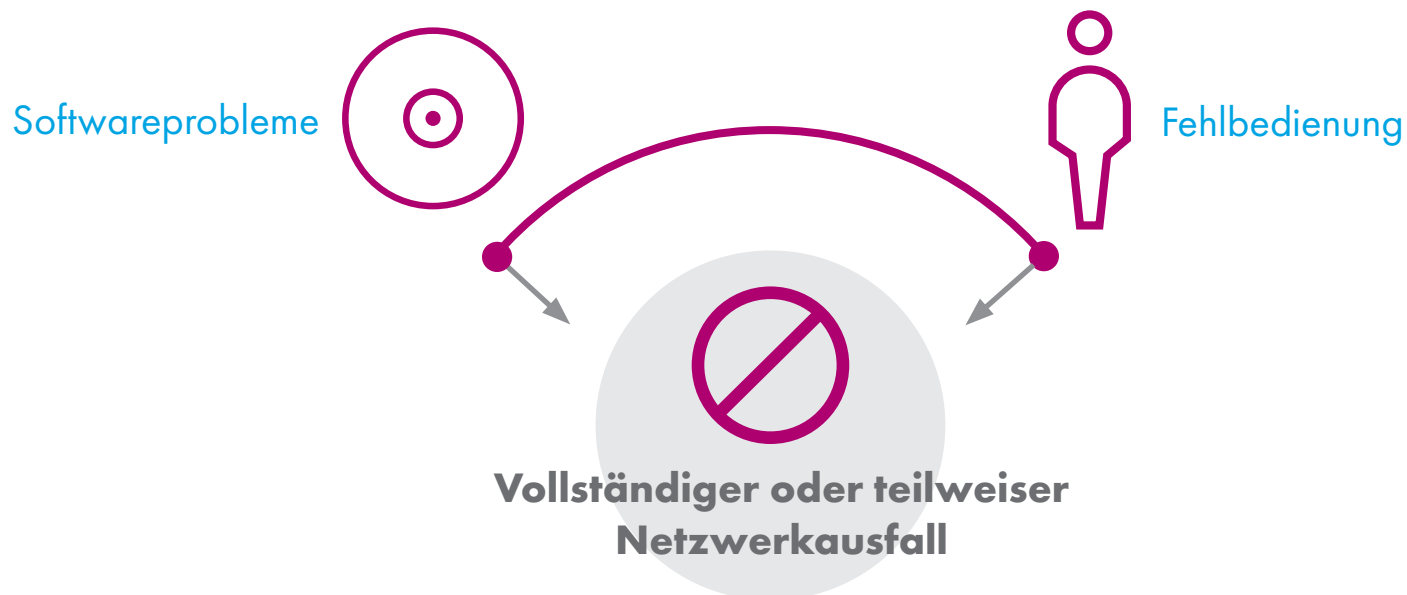 Softwareprobleme
Fehlbedienung
Vollständiger oder teilweiser
Netzwerkausfall